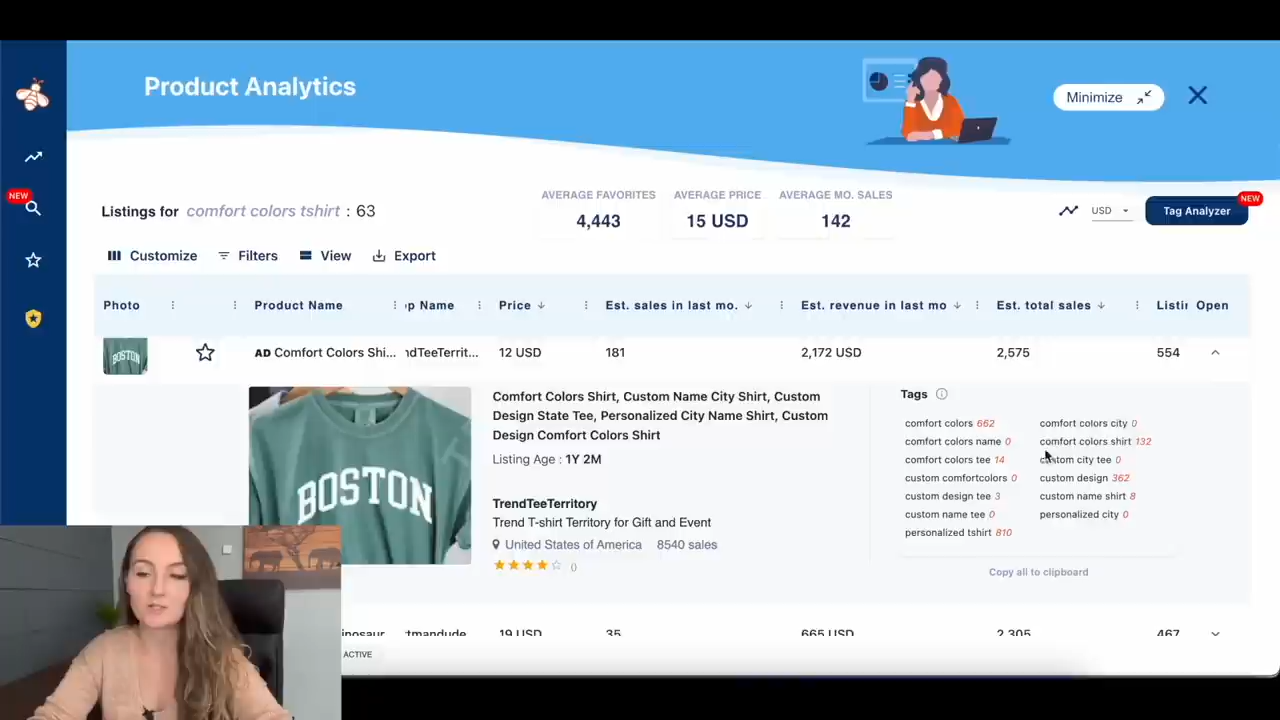 Product Analytics
Minimize
NEW
Listings for comfort colors tshirt : 63
AVERAGE FAVORITES
4,443
AVERAGE PRICE
15 USD
AVERAGE MO. SALES
142
USD
Tag Analyzer
NEW
Customize
Filters
View
Export
Photo
Product Name
p Name
Price
Est. sales in last mo.
Est. revenue in last mo
Est. total sales
Listin
Open
BOSTON
AD Comfort Colors Shi...
ndTeeTerrit...
12 USD
181
2,172 USD
2,575
554
BOSTON
Comfort Colors Shirt, Custom Name City Shirt, Custom
Design State Tee, Personalized City Name Shirt, Custom
Design Comfort Colors Shirt
Listing Age : 1Y 2M
TrendTeeTerritory
Trend T-shirt Territory for Gift and Event
United States of America 8540 sales
()
Tags
comfort colors 662
comfort colors city 0
comfort colors name 0
comfort colors shirt 132
comfort colors tee 14
custom city tee 0
custom comfortcolors 0
custom design 362
custom design tee 3
custom name shirt 8
custom name tee 0
personalized city 0
personalized tshirt 810
Copy all to clipboard
inosaur
rtmandude
19 USD
35
665 USD
2,305
467
ACTIVE